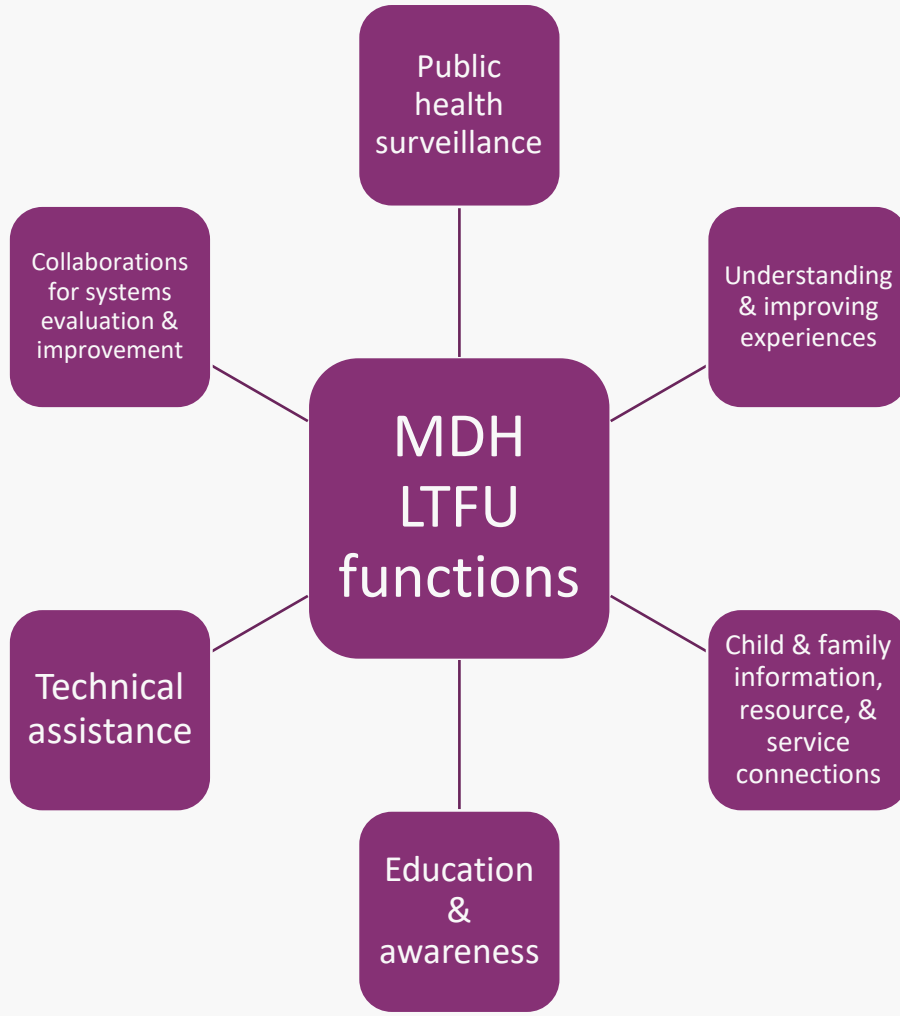 Public
health
surveillance
Collaborations
for systems
evaluation &
improvement
Understanding
& improving
experiences
MDH
LTFU
functions
Technical
assistance
Child & family
information,
resource, &
service
connections
Education
&
awareness